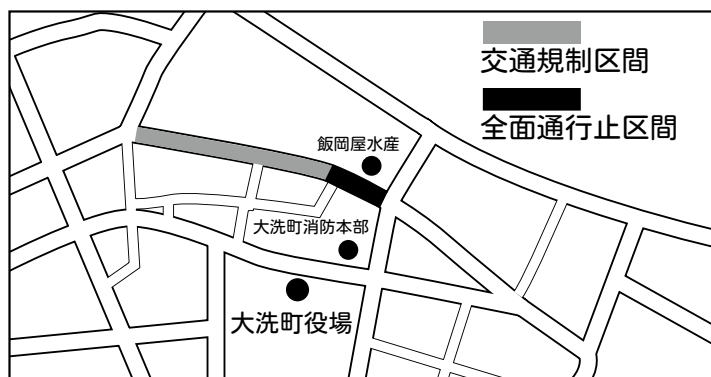 交通規制区間
全面通行止区間
飯岡屋水産
大洗町消防本部
大洗町役場